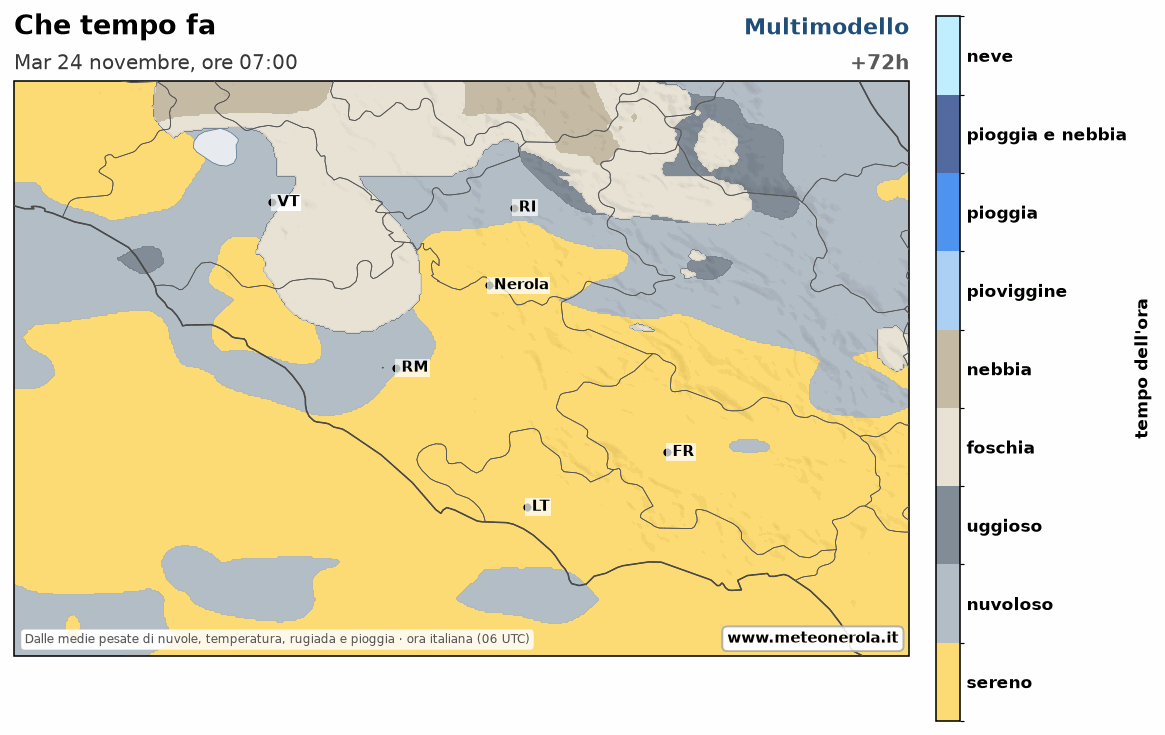 Che tempo fa
Multimodello
Mar 24 novembre, ore 07:00
+72h
neve
pioggia e nebbia
pioggia
pioviggine
nebbia
foschia
uggioso
nuvoloso
sereno
tempo dell'ora
VT
RI
Nerola
RM
FR
LT
Dalle medie pesate di nuvole, temperatura, rugiada e pioggia · ora italiana (06 UTC)
www.meteonerola.it